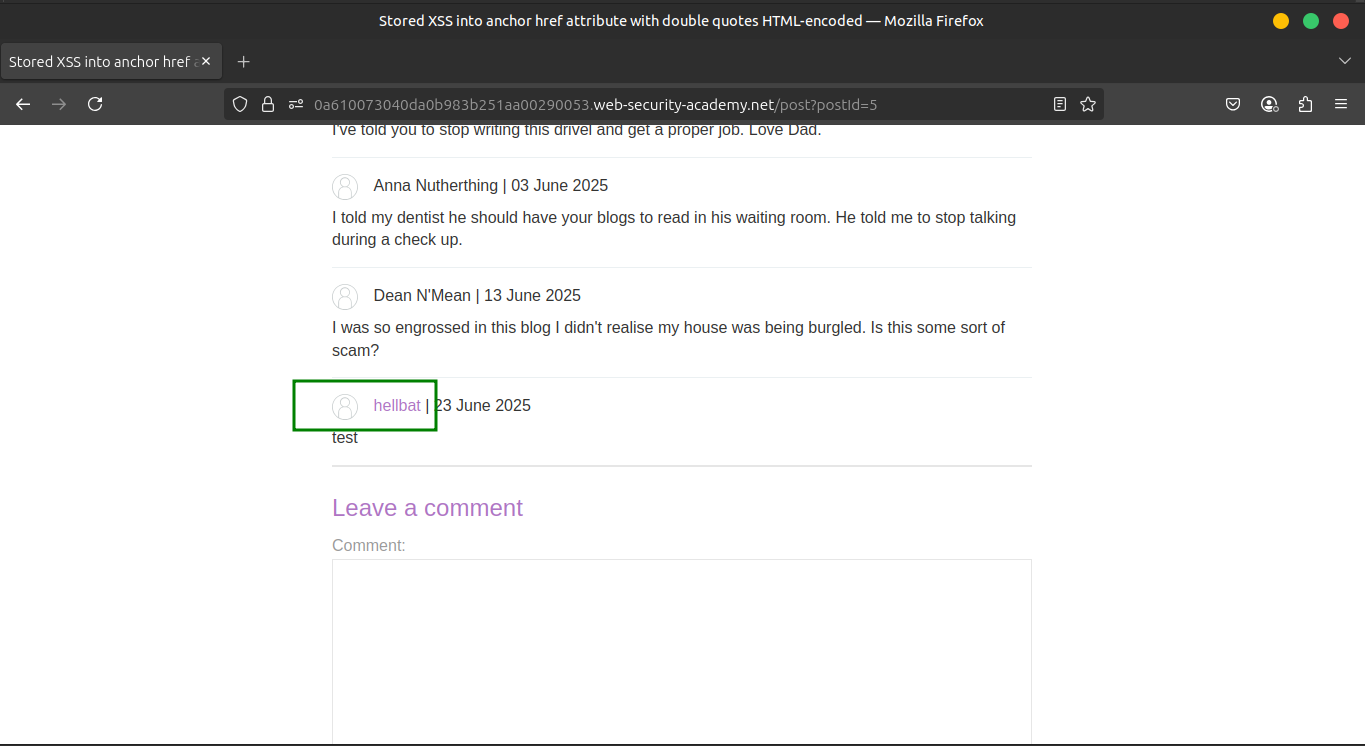 Stored XSS into anchor href attribute with double quotes HTML-encoded — Mozilla Firefox
Stored XSS into anchor href a
0a610073040da0b983b251aa00290053.web-security-academy.net/post?postId=5
I've told you to stop writing this drivel and get a proper job. Love Dad.
Anna Nutherthing | 03 June 2025
I told my dentist he should have your blogs to read in his waiting room. He told me to stop talking
during a check up.
Dean N'Mean | 13 June 2025
I was so engrossed in this blog I didn't realise my house was being burgled. Is this some sort of
scam?
hellbat | 23 June 2025
test
Leave a comment
Comment: